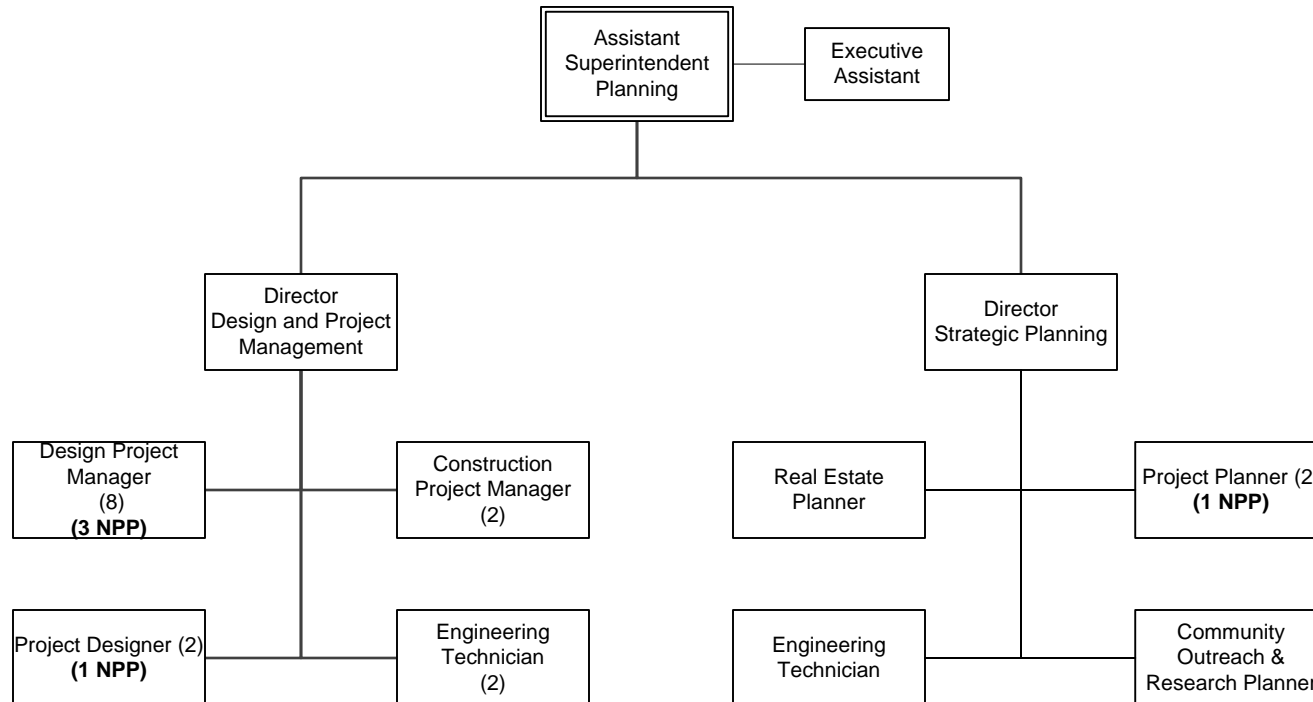 Assistant
Superintendent
Planning
Executive
Assistant
Director
Design and Project
Management
Director
Strategic Planning
Design Project
Manager
(8)
(3 NPP)
Construction
Project Manager
(2)
Real Estate
Planner
Project Planner (2
(1 NPP)
Project Designer (2)
(1 NPP)
Engineering
Technician
(2)
Engineering
Technician
Community
Outreach &
Research Planner